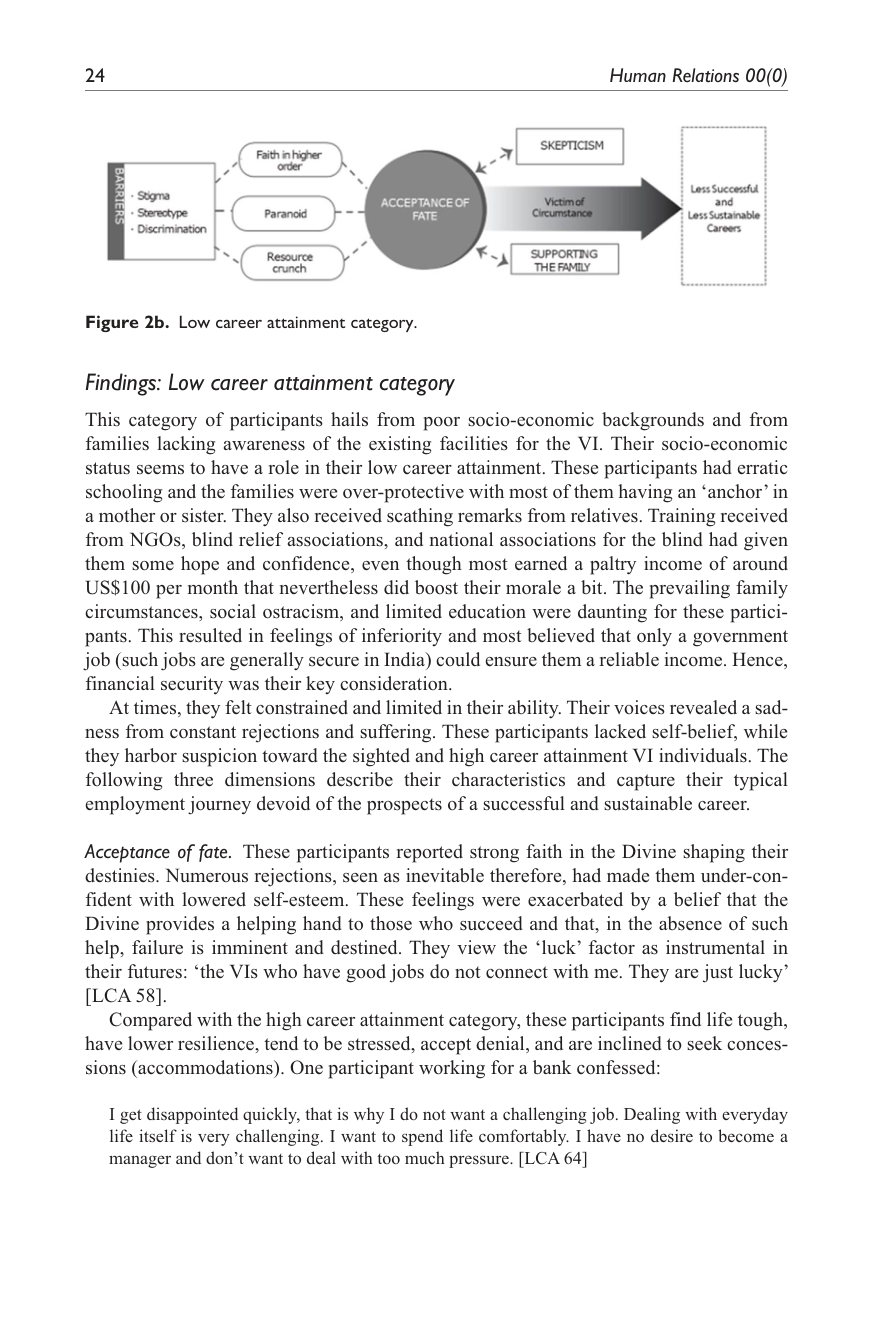 24
Human Relations 00(0)
BARRIERS
· Stigma
· Stereotype
· Discrimination
Faith in higher
order
Paranoid
Resource
crunch
ACCEPTANCE OF
FATE
SKEPTICISM
Victim of
Circumstance
SUPPORTING
THE FAMILY
Less Successful
and
Less Sustainable
Careers
Figure 2b. Low career attainment category.
Findings: Low career attainment category
This category of participants hails from poor socio-economic backgrounds and from
families lacking awareness of the existing facilities for the VI. Their socio-economic
status seems to have a role in their low career attainment. These participants had erratic
schooling and the families were over-protective with most of them having an ‘anchor’ in
a mother or sister. They also received scathing remarks from relatives. Training received
from NGOs, blind relief associations, and national associations for the blind had given
them some hope and confidence, even though most earned a paltry income of around
US$100 per month that nevertheless did boost their morale a bit. The prevailing family
circumstances, social ostracism, and limited education were daunting for these partici-
pants. This resulted in feelings of inferiority and most believed that only a government
job (such jobs are generally secure in India) could ensure them a reliable income. Hence,
financial security was their key consideration.
At times, they felt constrained and limited in their ability. Their voices revealed a sad-
ness from constant rejections and suffering. These participants lacked self-belief, while
they harbor suspicion toward the sighted and high career attainment VI individuals. The
following three dimensions describe their characteristics and capture their typical
employment journey devoid of the prospects of a successful and sustainable career.
Acceptance of fate. These participants reported strong faith in the Divine shaping their
destinies. Numerous rejections, seen as inevitable therefore, had made them under-con-
fident with lowered self-esteem. These feelings were exacerbated by a belief that the
Divine provides a helping hand to those who succeed and that, in the absence of such
help, failure is imminent and destined. They view the ‘luck’ factor as instrumental in
their futures: ‘the VIs who have good jobs do not connect with me. They are just lucky’
[LCA 58].
Compared with the high career attainment category, these participants find life tough,
have lower resilience, tend to be stressed, accept denial, and are inclined to seek conces-
sions (accommodations). One participant working for a bank confessed:
I get disappointed quickly, that is why I do not want a challenging job. Dealing with everyday
life itself is very challenging. I want to spend life comfortably. I have no desire to become a
manager and don’t want to deal with too much pressure. [LCA 64]